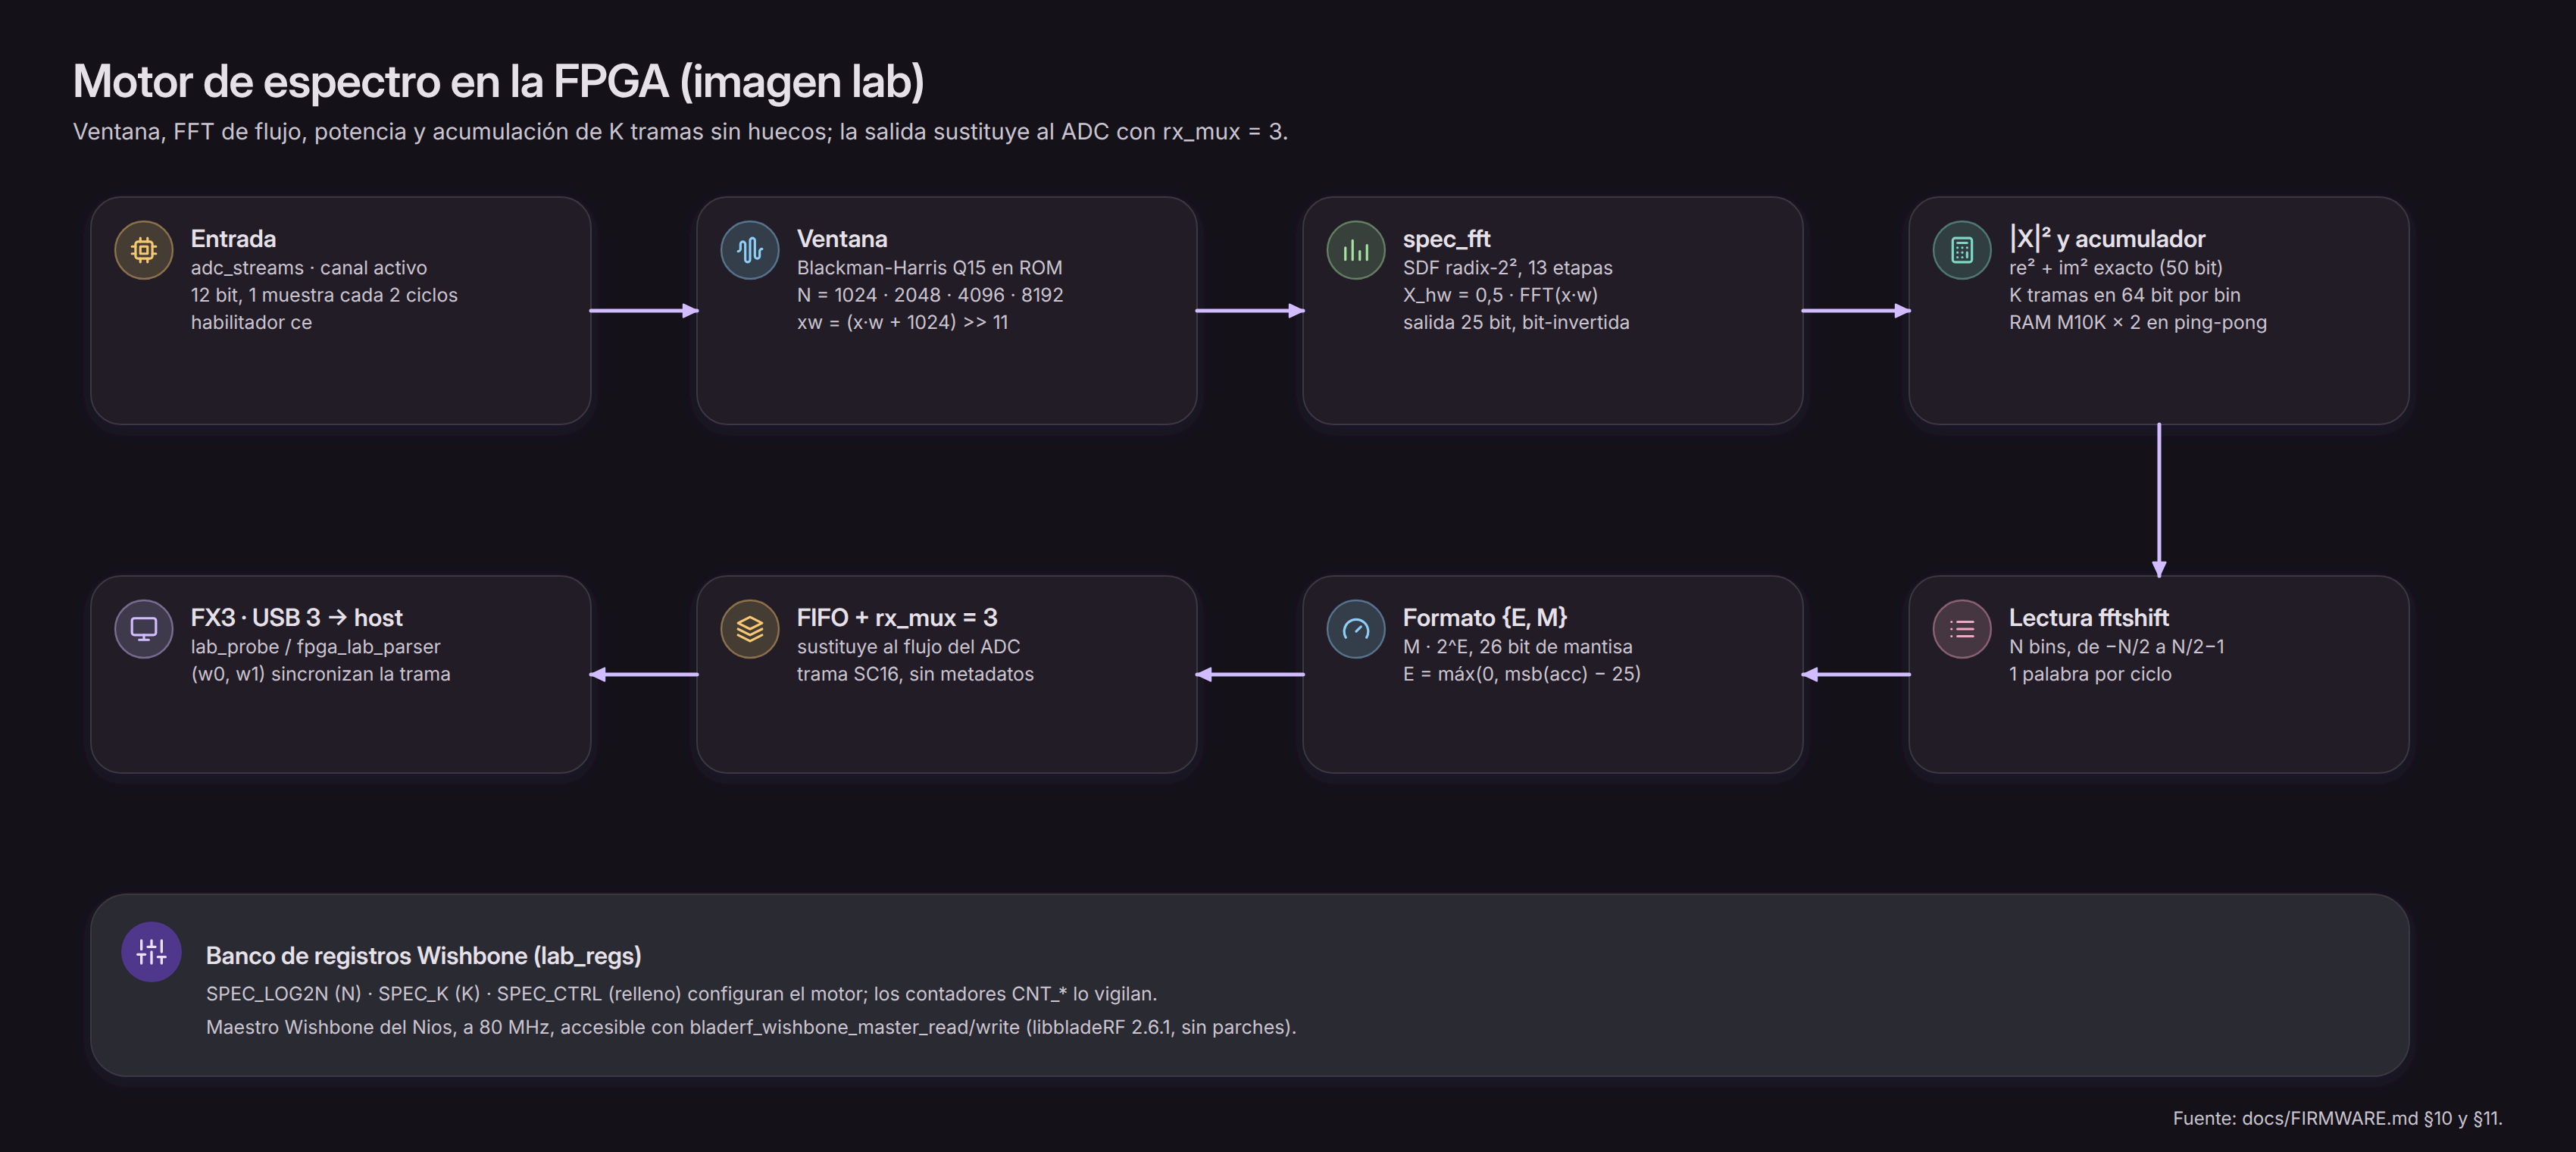 Motor de espectro en la FPGA (imagen lab)
Ventana, FFT de flujo, potencia y acumulación de K tramas sin huecos; la salida sustituye al ADC con rx_mux = 3.
Entrada
adc_streams · canal activo
12 bit, 1 muestra cada 2 ciclos
habilitador ce
Ventana
Blackman-Harris Q15 en ROM
N = 1024 · 2048 · 4096 · 8192
xw = (x·w + 1024) >> 11
spec_fft
SDF radix-2², 13 etapas
X_hw = 0,5 · FFT(x·w)
salida 25 bit, bit-invertida
|X|² y acumulador
re² + im² exacto (50 bit)
K tramas en 64 bit por bin
RAM M10K × 2 en ping-pong
FX3 · USB 3 → host
lab_probe / fpga_lab_parser
(w0, w1) sincronizan la trama
FIFO + rx_mux = 3
sustituye al flujo del ADC
trama SC16, sin metadatos
Formato {E, M}
M · 2^E, 26 bit de mantisa
E = máx(0, msb(acc) − 25)
Lectura fftshift
N bins, de −N/2 a N/2−1
1 palabra por ciclo
Banco de registros Wishbone (lab_regs)
SPEC_LOG2N (N) · SPEC_K (K) · SPEC_CTRL (relleno) configuran el motor; los contadores CNT_* lo vigilan.
Maestro Wishbone del Nios, a 80 MHz, accesible con bladerf_wishbone_master_read/write (libbladeRF 2.6.1, sin parches).
Fuente: docs/FIRMWARE.md §10 y §11.